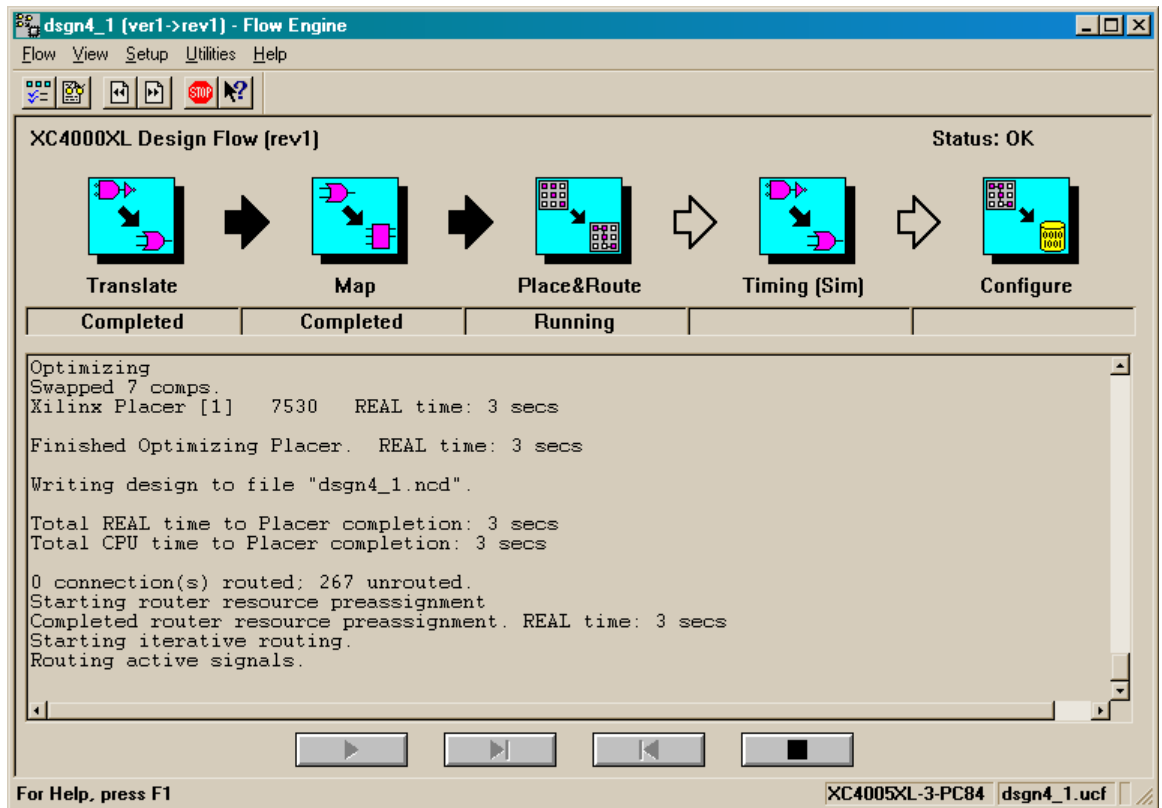 dsgn4_1 (ver1->rev1) - Flow Engine
Flow View Setup Utilities Help
STOP
XC4000XL Design Flow (rev1) Status: OK
0010
1001
Translate Map Place&Route Timing (Sim) Configure
Completed Completed Running
Optimizing
Swapped 7 comps.
Xilinx Placer [1] 7530 REAL time: 3 secs
Finished Optimizing Placer. REAL time: 3 secs
Writing design to file "dsgn4_1.ncd".
Total REAL time to Placer completion: 3 secs
Total CPU time to Placer completion: 3 secs
0 connection(s) routed; 267 unrouted.
Starting router resource preassignment
Completed router resource preassignment. REAL time: 3 secs
Starting iterative routing.
Routing active signals.
For Help, press F1 XC4005XL-3-PC84 dsgn4_1.ucf